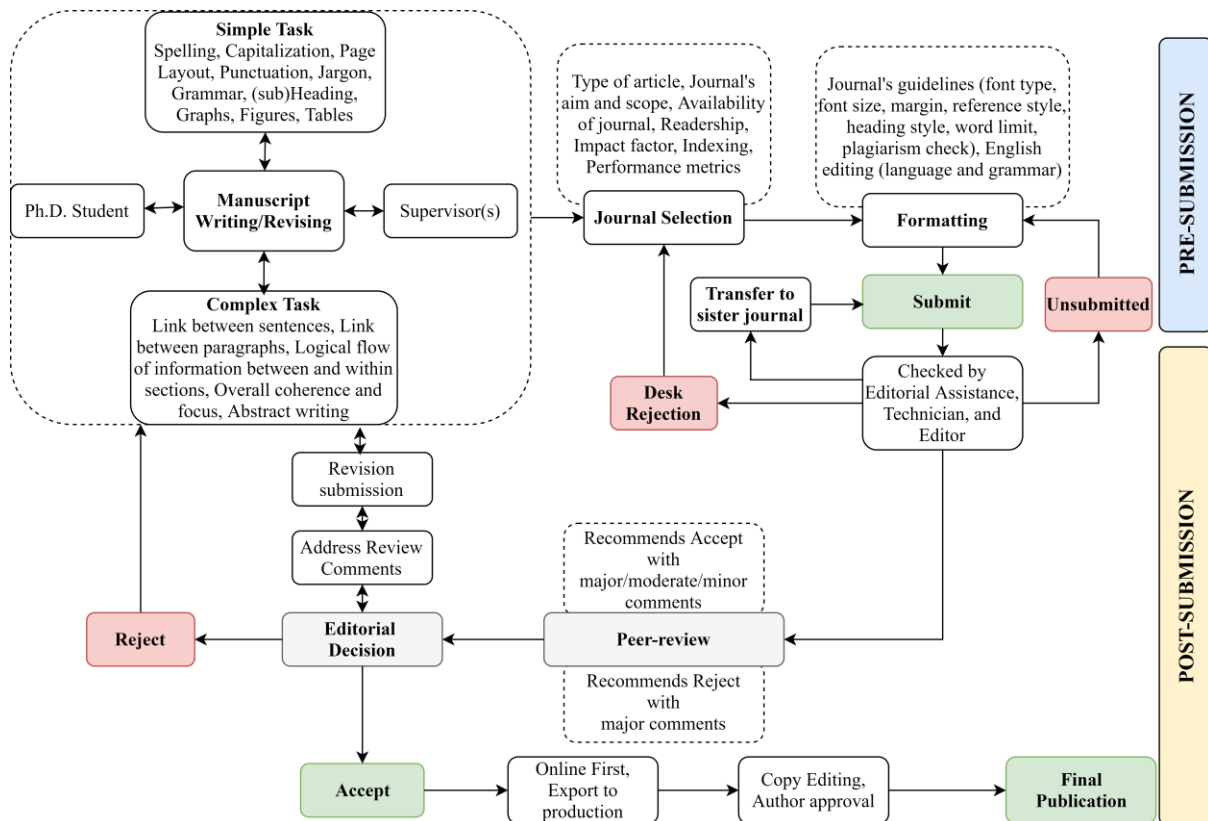 Simple Task
Spelling, Capitalization, Page
Layout, Punctuation, Jargon,
Grammar, (sub)Heading,
Graphs, Figures, Tables
Ph.D. Student
Manuscript
Writing/Revising
Supervisor(s)
Complex Task
Link between sentences, Link
between paragraphs, Logical flow
of information between and within
sections, Overall coherence and
focus, Abstract writing
Type of article, Journal's
aim and scope, Availability
of journal, Readership,
Impact factor, Indexing,
Performance metrics
Journal Selection
Journal's guidelines (font type,
font size, margin, reference style,
heading style, word limit,
plagiarism check), English
editing (language and grammar)
Formatting
Transfer to
sister journal
Submit
Unsubmitted
Desk
Rejection
Checked by
Editorial Assistance,
Technician, and
Editor
PRE-SUBMISSION
Revision
submission
Address Review
Comments
Recommends Accept
with
major/moderate/minor
comments
Reject
Editorial
Decision
Peer-review
Recommends Reject
with
major comments
Accept
Online First,
Export to
production
Copy Editing,
Author approval
Final
Publication
POST-SUBMISSION